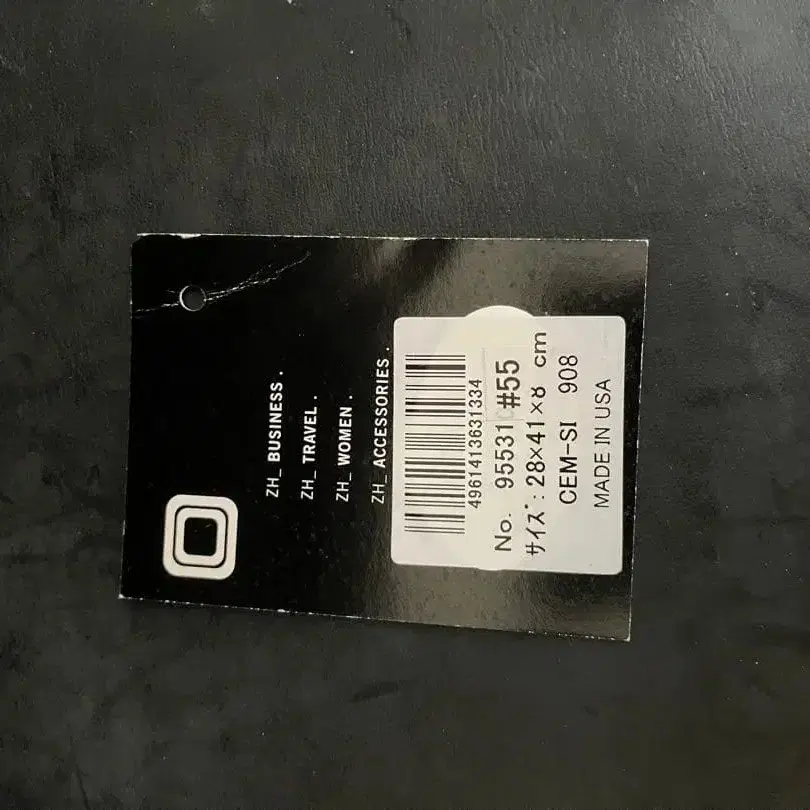 ZH_ BUSINESS .
ZH_ TRAVEL .
ZH_ WOMEN .
ZH_ ACCESSORIES .
4961413631334
No. 95531 #55
サイズ: 28×41×8 cm
CEM-SI 908
MADE IN USA